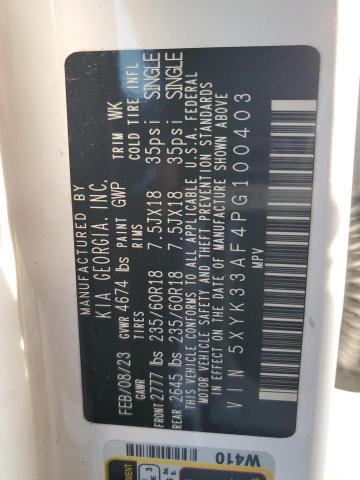 MANUFACTURED BY
KIA GEORGIA, INC.
FEB/08/23 GVWR 4674 lbs PAINT GWP TRIM WK
GAWR TIRES RIMS COLD TIRE INFL
FRONT 2777 lbs 235/60R18 7.5JX18 35psi SINGLE
REAR 2645 lbs 235/60R18 7.5JX18 35psi SINGLE
THIS VEHICLE CONFORMS TO ALL APPLICABLE U.S.A. FEDERAL
MOTOR VEHICLE SAFETY AND THEFT PREVENTION STANDARDS
IN EFFECT ON THE DATE OF MANUFACTURE SHOWN ABOVE.
VIN 5XYK33AF4PG100403
MPV
W410